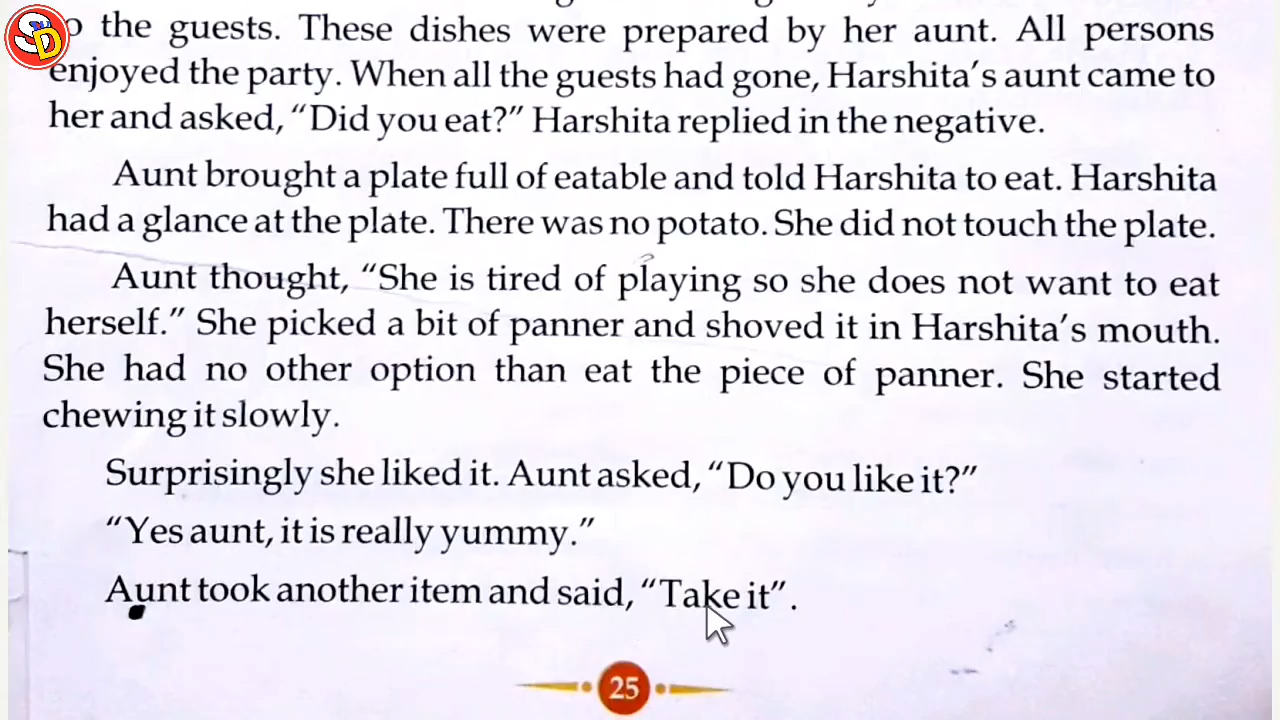 SD
to the guests. These dishes were prepared by her aunt. All persons
enjoyed the party. When all the guests had gone, Harshita's aunt came to
her and asked, "Did you eat?" Harshita replied in the negative.
Aunt brought a plate full of eatable and told Harshita to eat. Harshita
had a glance at the plate. There was no potato. She did not touch the plate.
Aunt thought, "She is tired of playing so she does not want to eat
herself." She picked a bit of panner and shoved it in Harshita's mouth.
She had no other option than eat the piece of panner. She started
chewing it slowly.
Surprisingly she liked it. Aunt asked, "Do you like it?"
"Yes aunt, it is really yummy."
Aunt took another item and said, "Take it".
25